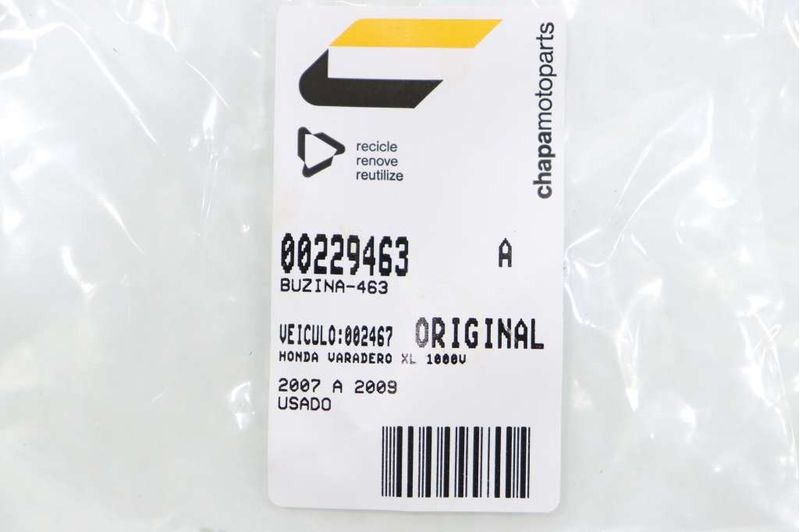 chapamotoparts
recicle
renove
reutilize
00229463 A
BUZINA-463
VEICULO:002467 ORIGINAL
HONDA VARADERO XL 1000V
2007 A 2009
USADO